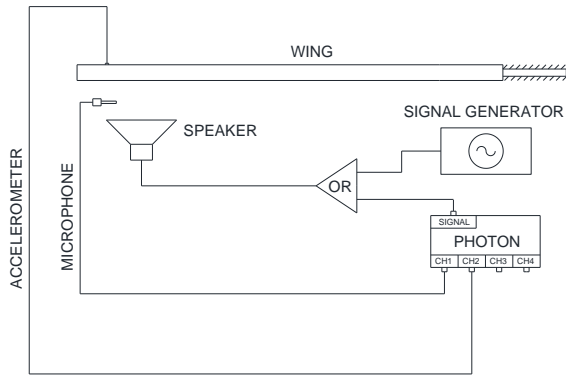 WING
SPEAKER
SIGNAL GENERATOR
OR
SIGNAL
PHOTON
CH1 CH2 CH3 CH4
MICROPHONE
ACCELEROMETER